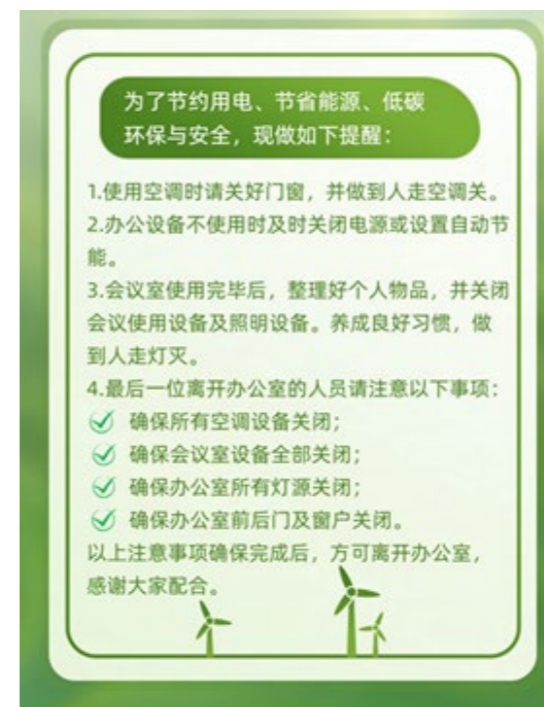 为了节约用电、节省能源、低碳
环保与安全，现做如下提醒：
1.使用空调时请关好门窗，并做到人走空调关。
2.办公设备不使用时及时关闭电源或设置自动节
能。
3.会议室使用完毕后，整理好个人物品，并关闭
会议使用设备及照明设备。养成良好习惯，做
到人走灯灭。
4.最后一位离开办公室的人员请注意以下事项：
确保所有空调设备关闭；
确保会议室设备全部关闭；
确保办公室所有灯源关闭；
确保办公室前后门及窗户关闭。
以上注意事项确保完成后，方可离开办公室，
感谢大家配合。